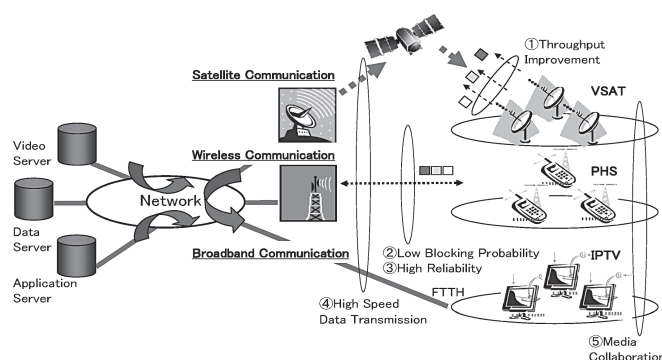 ①Throughput
Improvement
VSAT
Satellite Communication
Video
Server
Wireless Communication
PHS
Network
Data
Server
Broadband Communication
②Low Blocking Probability
③High Reliability
IPTV
Application
Server
FTTH
④High Speed
Data Transmission
⑤Media
Collaboration